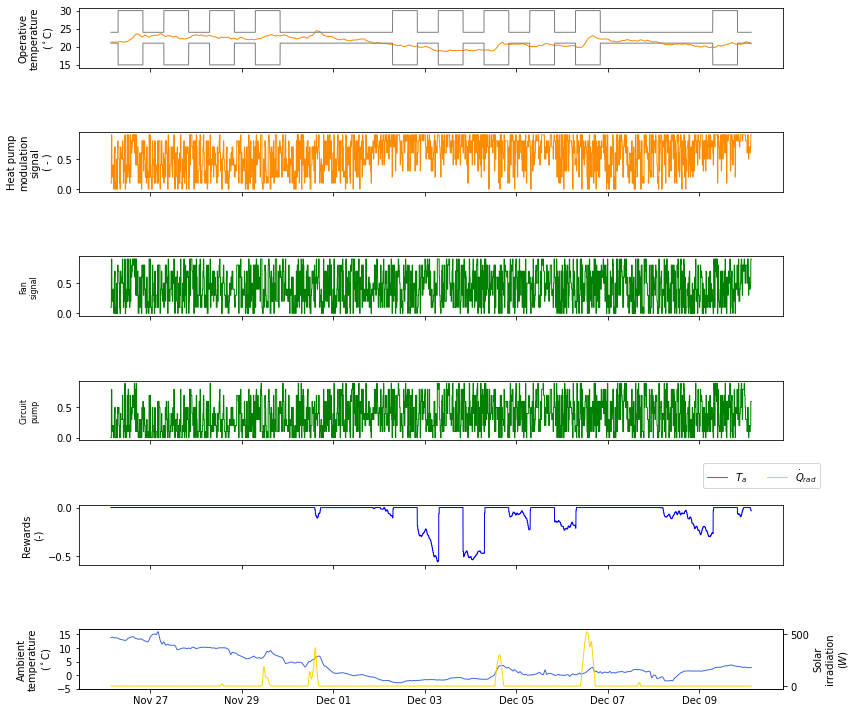 Operative
temperature
(°C)
30
25
20
15
Heat pump
modulation
signal
( - )
0.5
0.0
Fan
signal
0.5
0.0
Circuit
pump
0.5
0.0
T_a
Q̇_rad
Rewards
(-)
0.0
−0.5
Ambient
temperature
(°C)
15
10
5
0
−5
500
0
Solar
irradiation
(W)
Nov 27 Nov 29 Dec 01 Dec 03 Dec 05 Dec 07 Dec 09